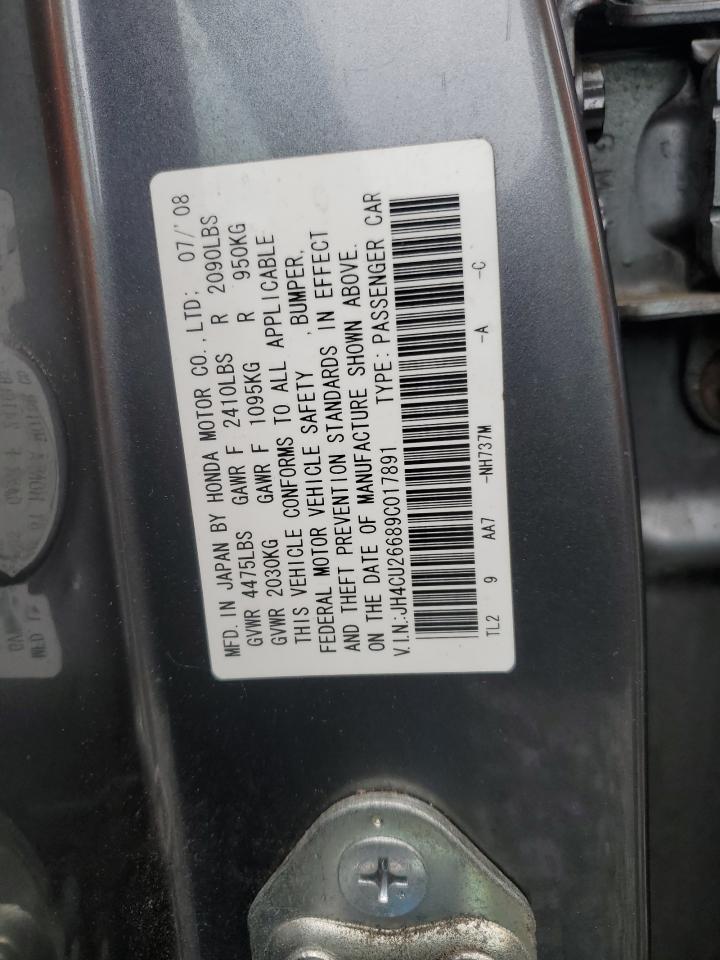 MFD. IN JAPAN BY HONDA MOTOR CO., LTD; 07/'08
GVWR 4475LBS GAWR F 2410LBS R 2090LBS
GVWR 2030KG GAWR F 1095KG R 950KG
THIS VEHICLE CONFORMS TO ALL APPLICABLE
FEDERAL MOTOR VEHICLE SAFETY , BUMPER,
AND THEFT PREVENTION STANDARDS IN EFFECT
ON THE DATE OF MANUFACTURE SHOWN ABOVE.
V.I.N:JH4CU26689C017891 TYPE:PASSENGER CAR
TL2 9 AA7 -NH737M -A -C